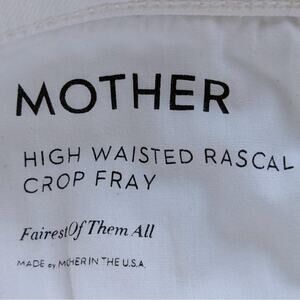 MOTHER
HIGH WAISTED RASCAL
CROP FRAY
Fairest Of Them All
MADE by MOTHER IN THE U.S.A.